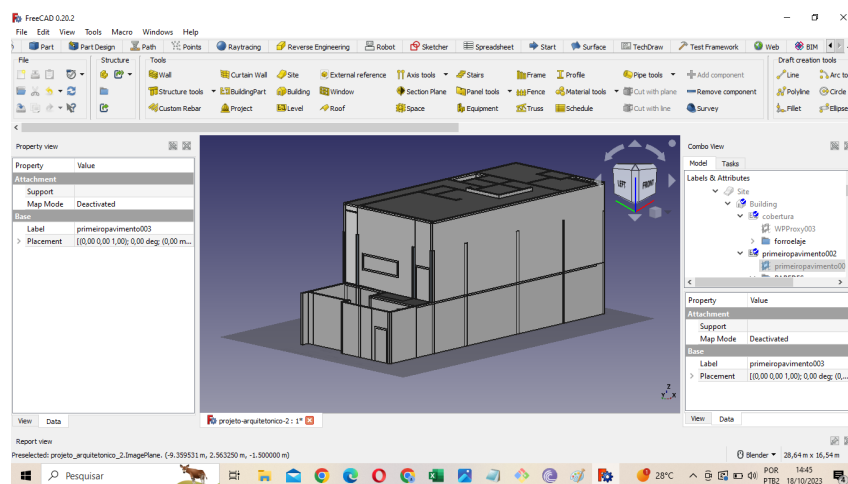 FreeCAD 0.20.2
File Edit View Tools Macro Windows Help
Part Part Design Path Points Raytracing Reverse Engineering Robot Sketcher Spreadsheet Start Surface TechDraw Test Framework Web BIM
File Structure Tools Draft creation tools
Wall Curtain Wall Site External reference Axis tools Stairs Frame Profile Pipe tools Add component Line Arc to
Structure tools BuildingPart Building Window Section Plane Panel tools Fence Material tools Cut with plane Remove component Polyline Circle
Custom Rebar Project Level Roof Space Equipment Truss Schedule Cut with line Survey Fillet Ellipse
Property view
Property Value
Attachment
Support
Map Mode Deactivated
Base
Label primeiropavimento003
Placement [(0,00 0,00 1,00); 0,00 deg; (0,00 m...
View Data
LEFT FRONT
Z
Y X
projeto-arquitetonico-2 : 1*
Combo View
Model Tasks
Labels & Attributes
Site
Building
cobertura
WPProxy003
forroelaje
primeiropavimento002
primeiropavimento00
Property Value
Attachment
Support
Map Mode Deactivated
Base
Label primeiropavimento003
Placement [(0,00 0,00 1,00); 0,00 deg; (0,...
View Data
Report view
Preselected: projeto_arquitetonico_2.ImagePlane. (-9.359531 m, 2.563250 m, -1.500000 m)
Blender 28,64 m x 16,54 m
Pesquisar
28°C
POR
PTB2
14:45
18/10/2023
4